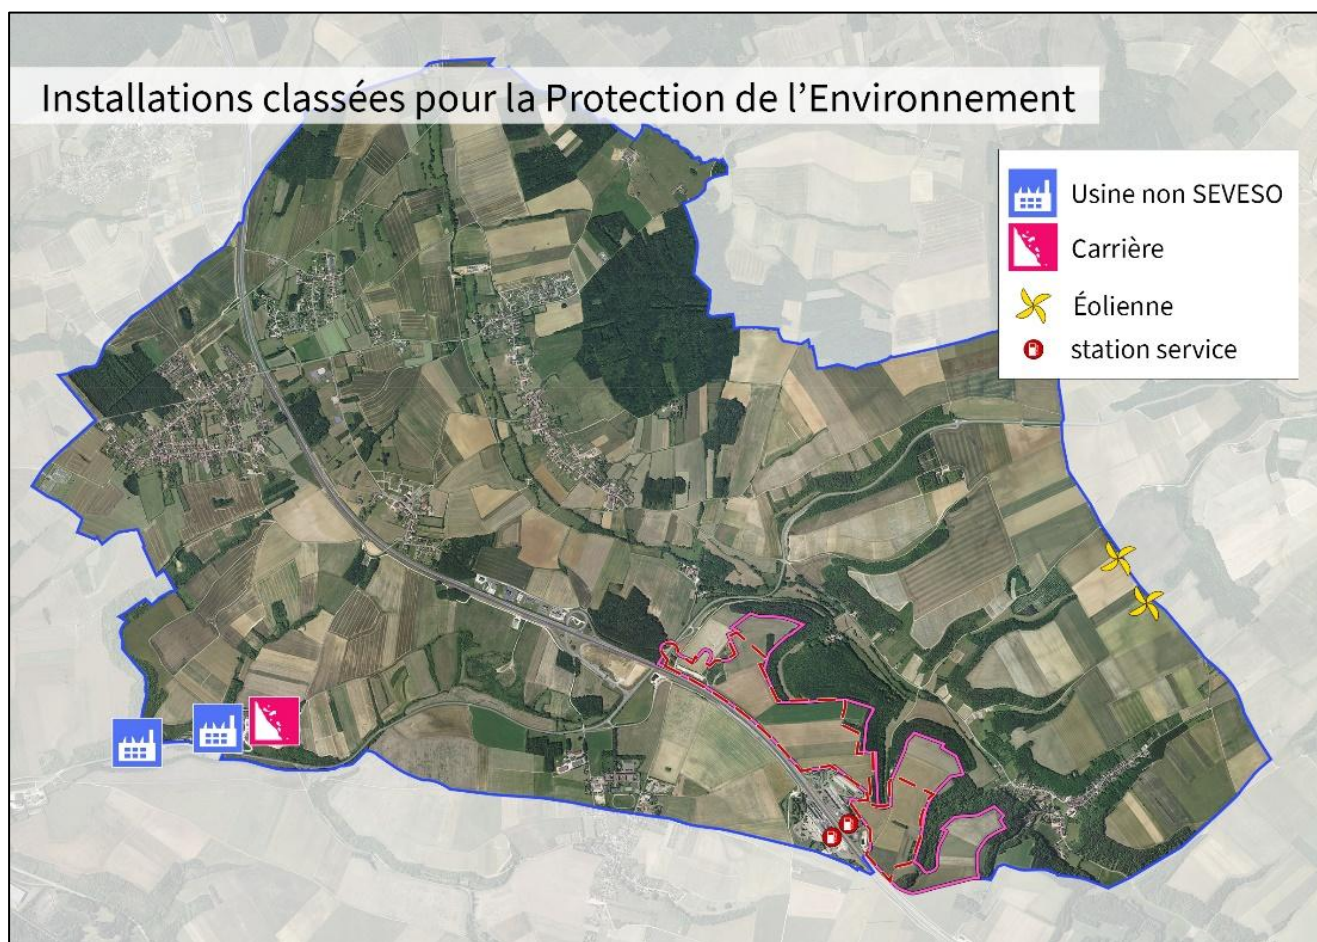 Installations classées pour la Protection de l’Environnement
Usine non SEVESO
Carrière
Éolienne
station service